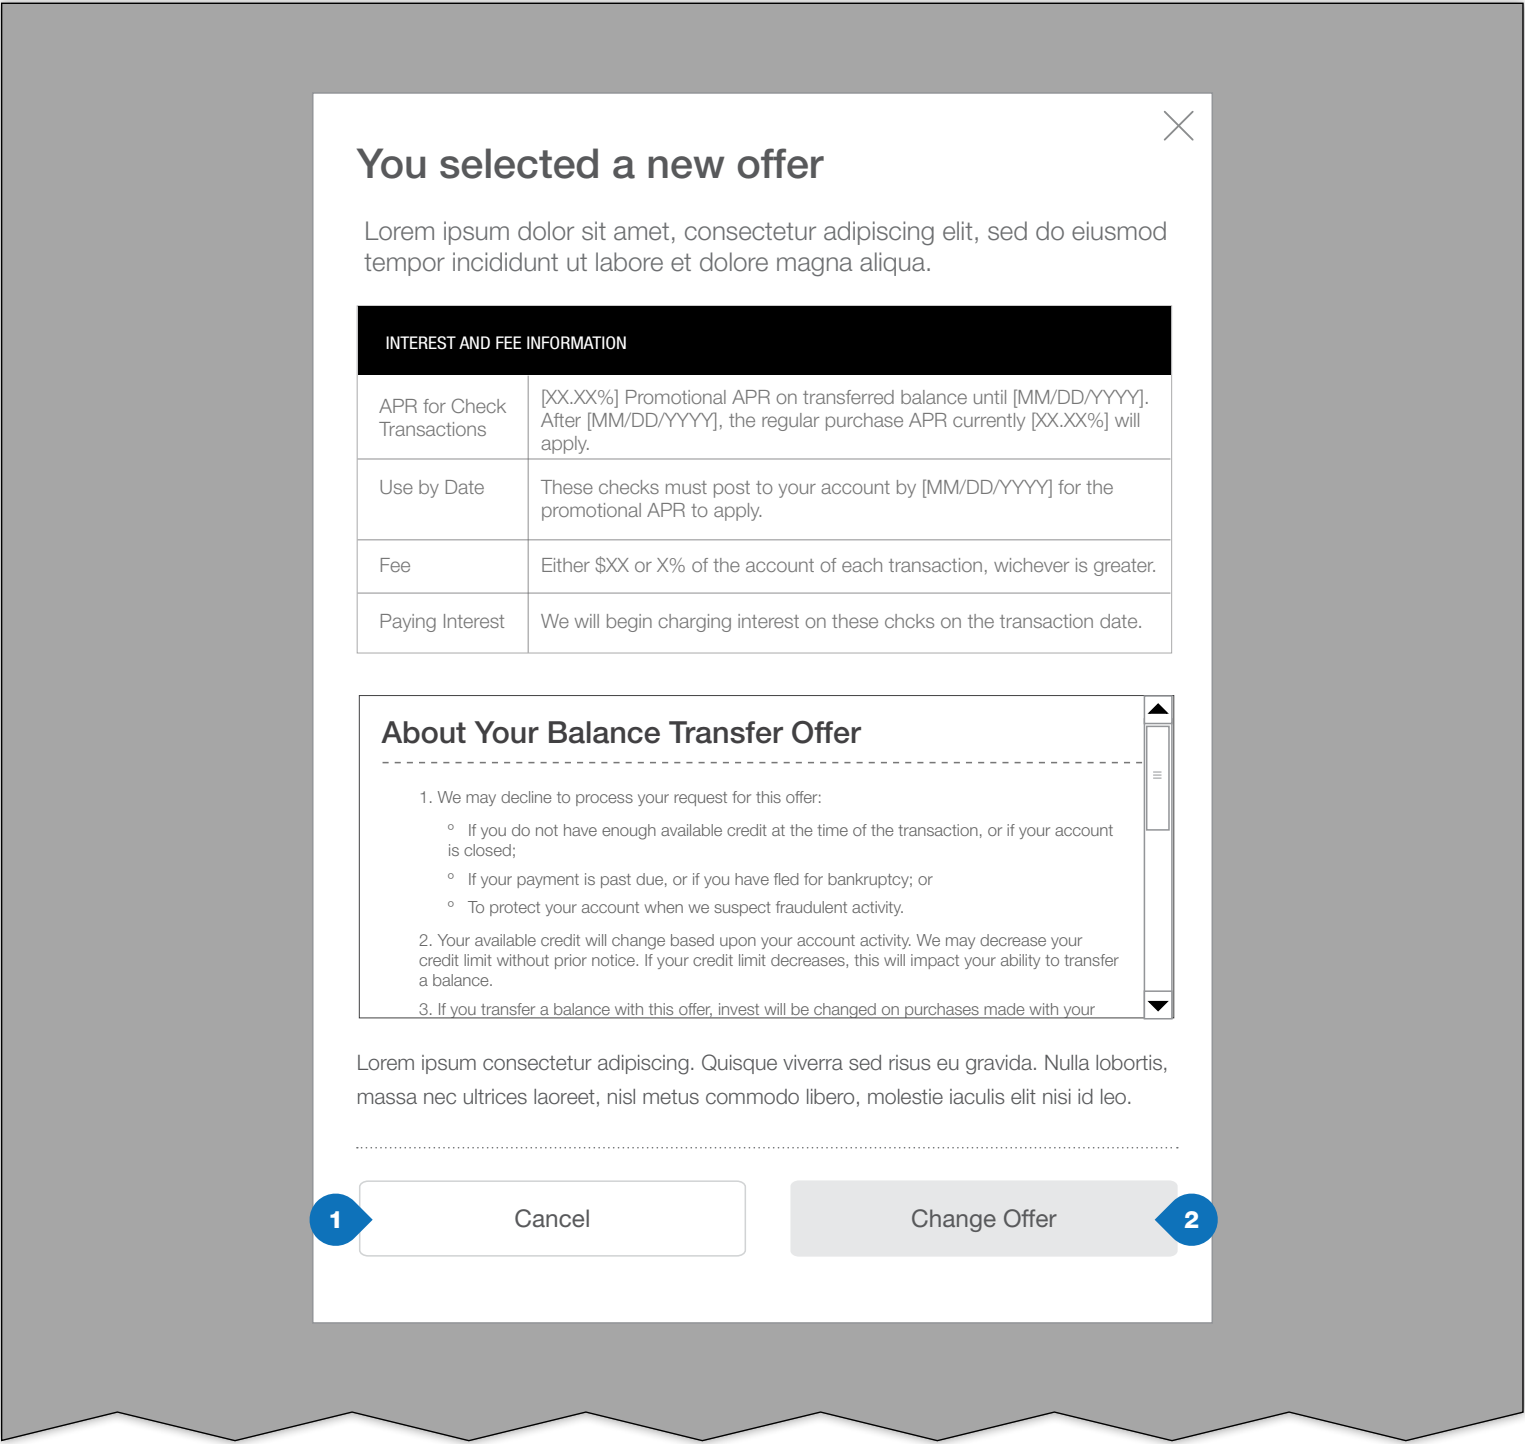 You selected a new offer
Lorem ipsum dolor sit amet, consectetur adipiscing elit, sed do eiusmod
tempor incididunt ut labore et dolore magna aliqua.
INTEREST AND FEE INFORMATION
APR for Check
Transactions
[XX.XX%] Promotional APR on transferred balance until [MM/DD/YYYY].
After [MM/DD/YYYY], the regular purchase APR currently [XX.XX%] will
apply.
Use by Date
These checks must post to your account by [MM/DD/YYYY] for the
promotional APR to apply.
Fee
Either $XX or X% of the account of each transaction, wichever is greater.
Paying Interest
We will begin charging interest on these chcks on the transaction date.
About Your Balance Transfer Offer
1. We may decline to process your request for this offer:
º If you do not have enough available credit at the time of the transaction, or if your account
is closed;
º If your payment is past due, or if you have fled for bankruptcy; or
º To protect your account when we suspect fraudulent activity.
2. Your available credit will change based upon your account activity. We may decrease your
credit limit without prior notice. If your credit limit decreases, this will impact your ability to transfer
a balance.
3. If you transfer a balance with this offer, invest will be changed on purchases made with your
Lorem ipsum consectetur adipiscing. Quisque viverra sed risus eu gravida. Nulla lobortis,
massa nec ultrices laoreet, nisl metus commodo libero, molestie iaculis elit nisi id leo.
1
Cancel
Change Offer
2